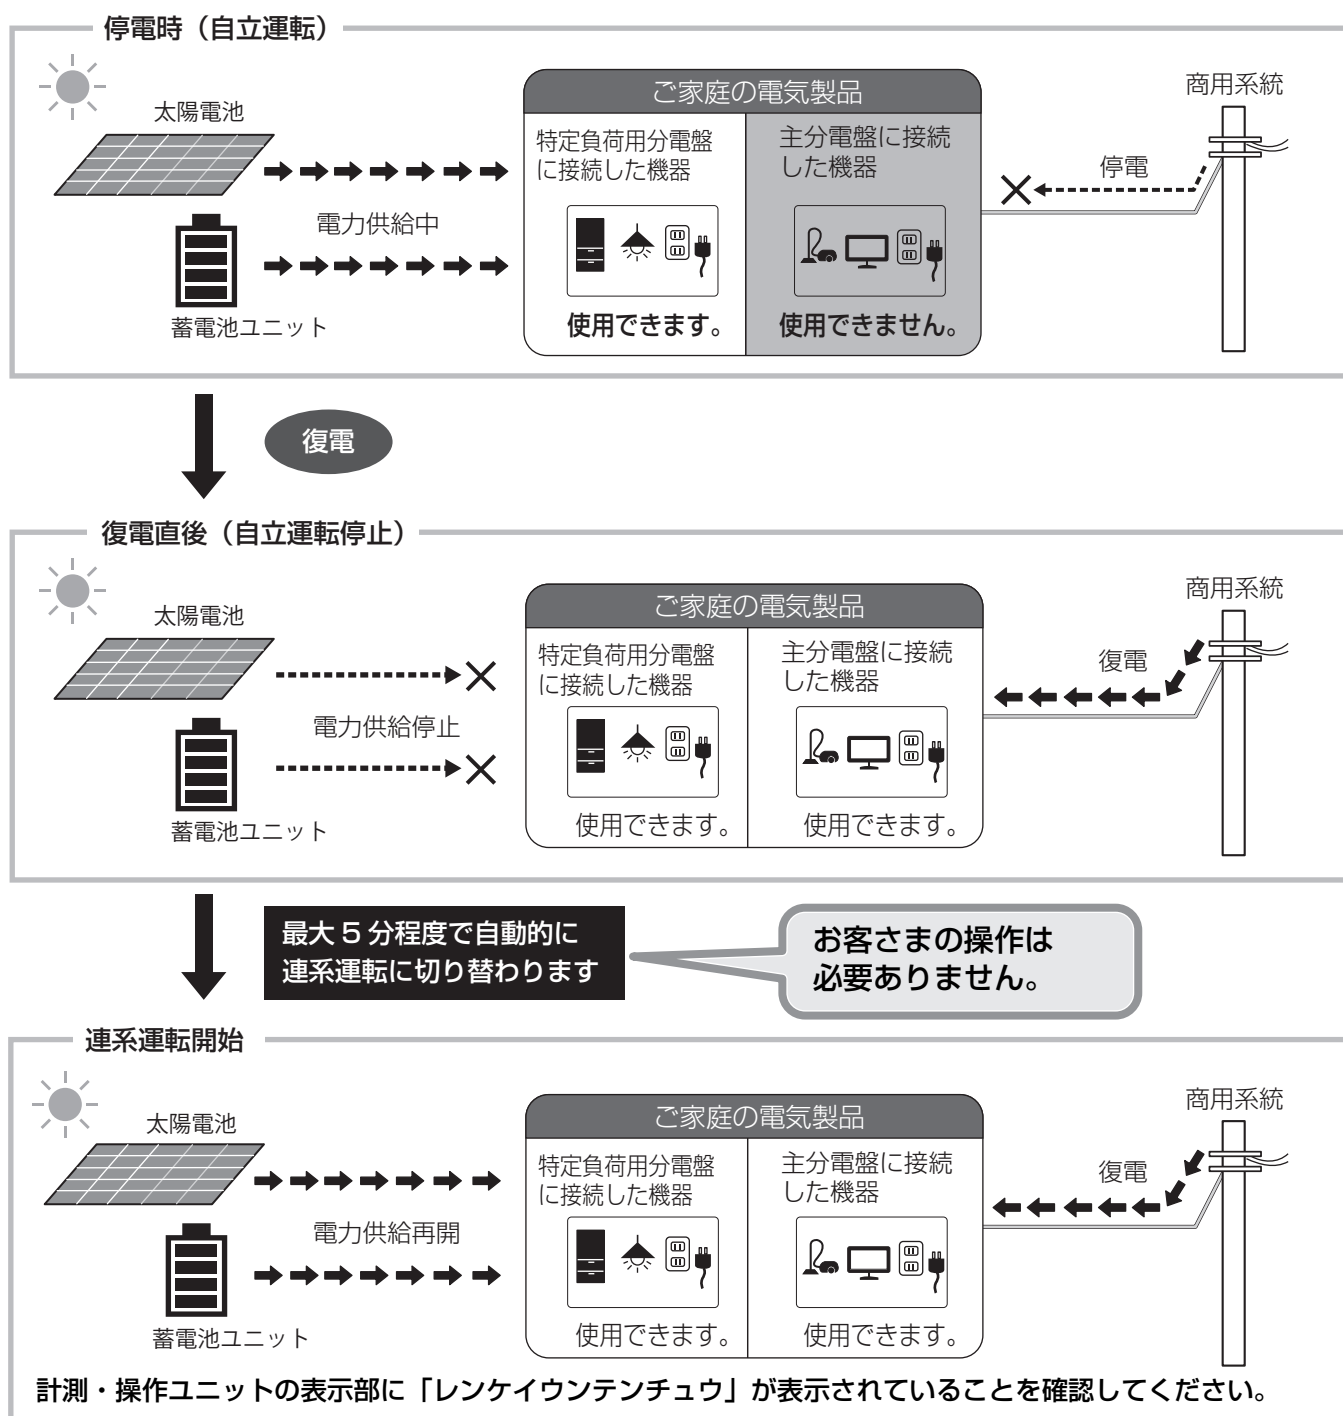 停電時（自立運転）
太陽電池
電力供給中
蓄電池ユニット
ご家庭の電気製品
特定負荷用分電盤
に接続した機器
使用できます。
主分電盤に接続
した機器
使用できません。
商用系統
停電
復電
復電直後（自立運転停止）
太陽電池
電力供給停止
蓄電池ユニット
ご家庭の電気製品
特定負荷用分電盤
に接続した機器
使用できます。
主分電盤に接続
した機器
使用できます。
商用系統
復電
最大 5 分程度で自動的に
連系運転に切り替わります
お客さまの操作は
必要ありません。
連系運転開始
太陽電池
電力供給再開
蓄電池ユニット
ご家庭の電気製品
特定負荷用分電盤
に接続した機器
使用できます。
主分電盤に接続
した機器
使用できます。
商用系統
復電
計測・操作ユニットの表示部に「レンケイウンテンチュウ」が表示されていることを確認してください。